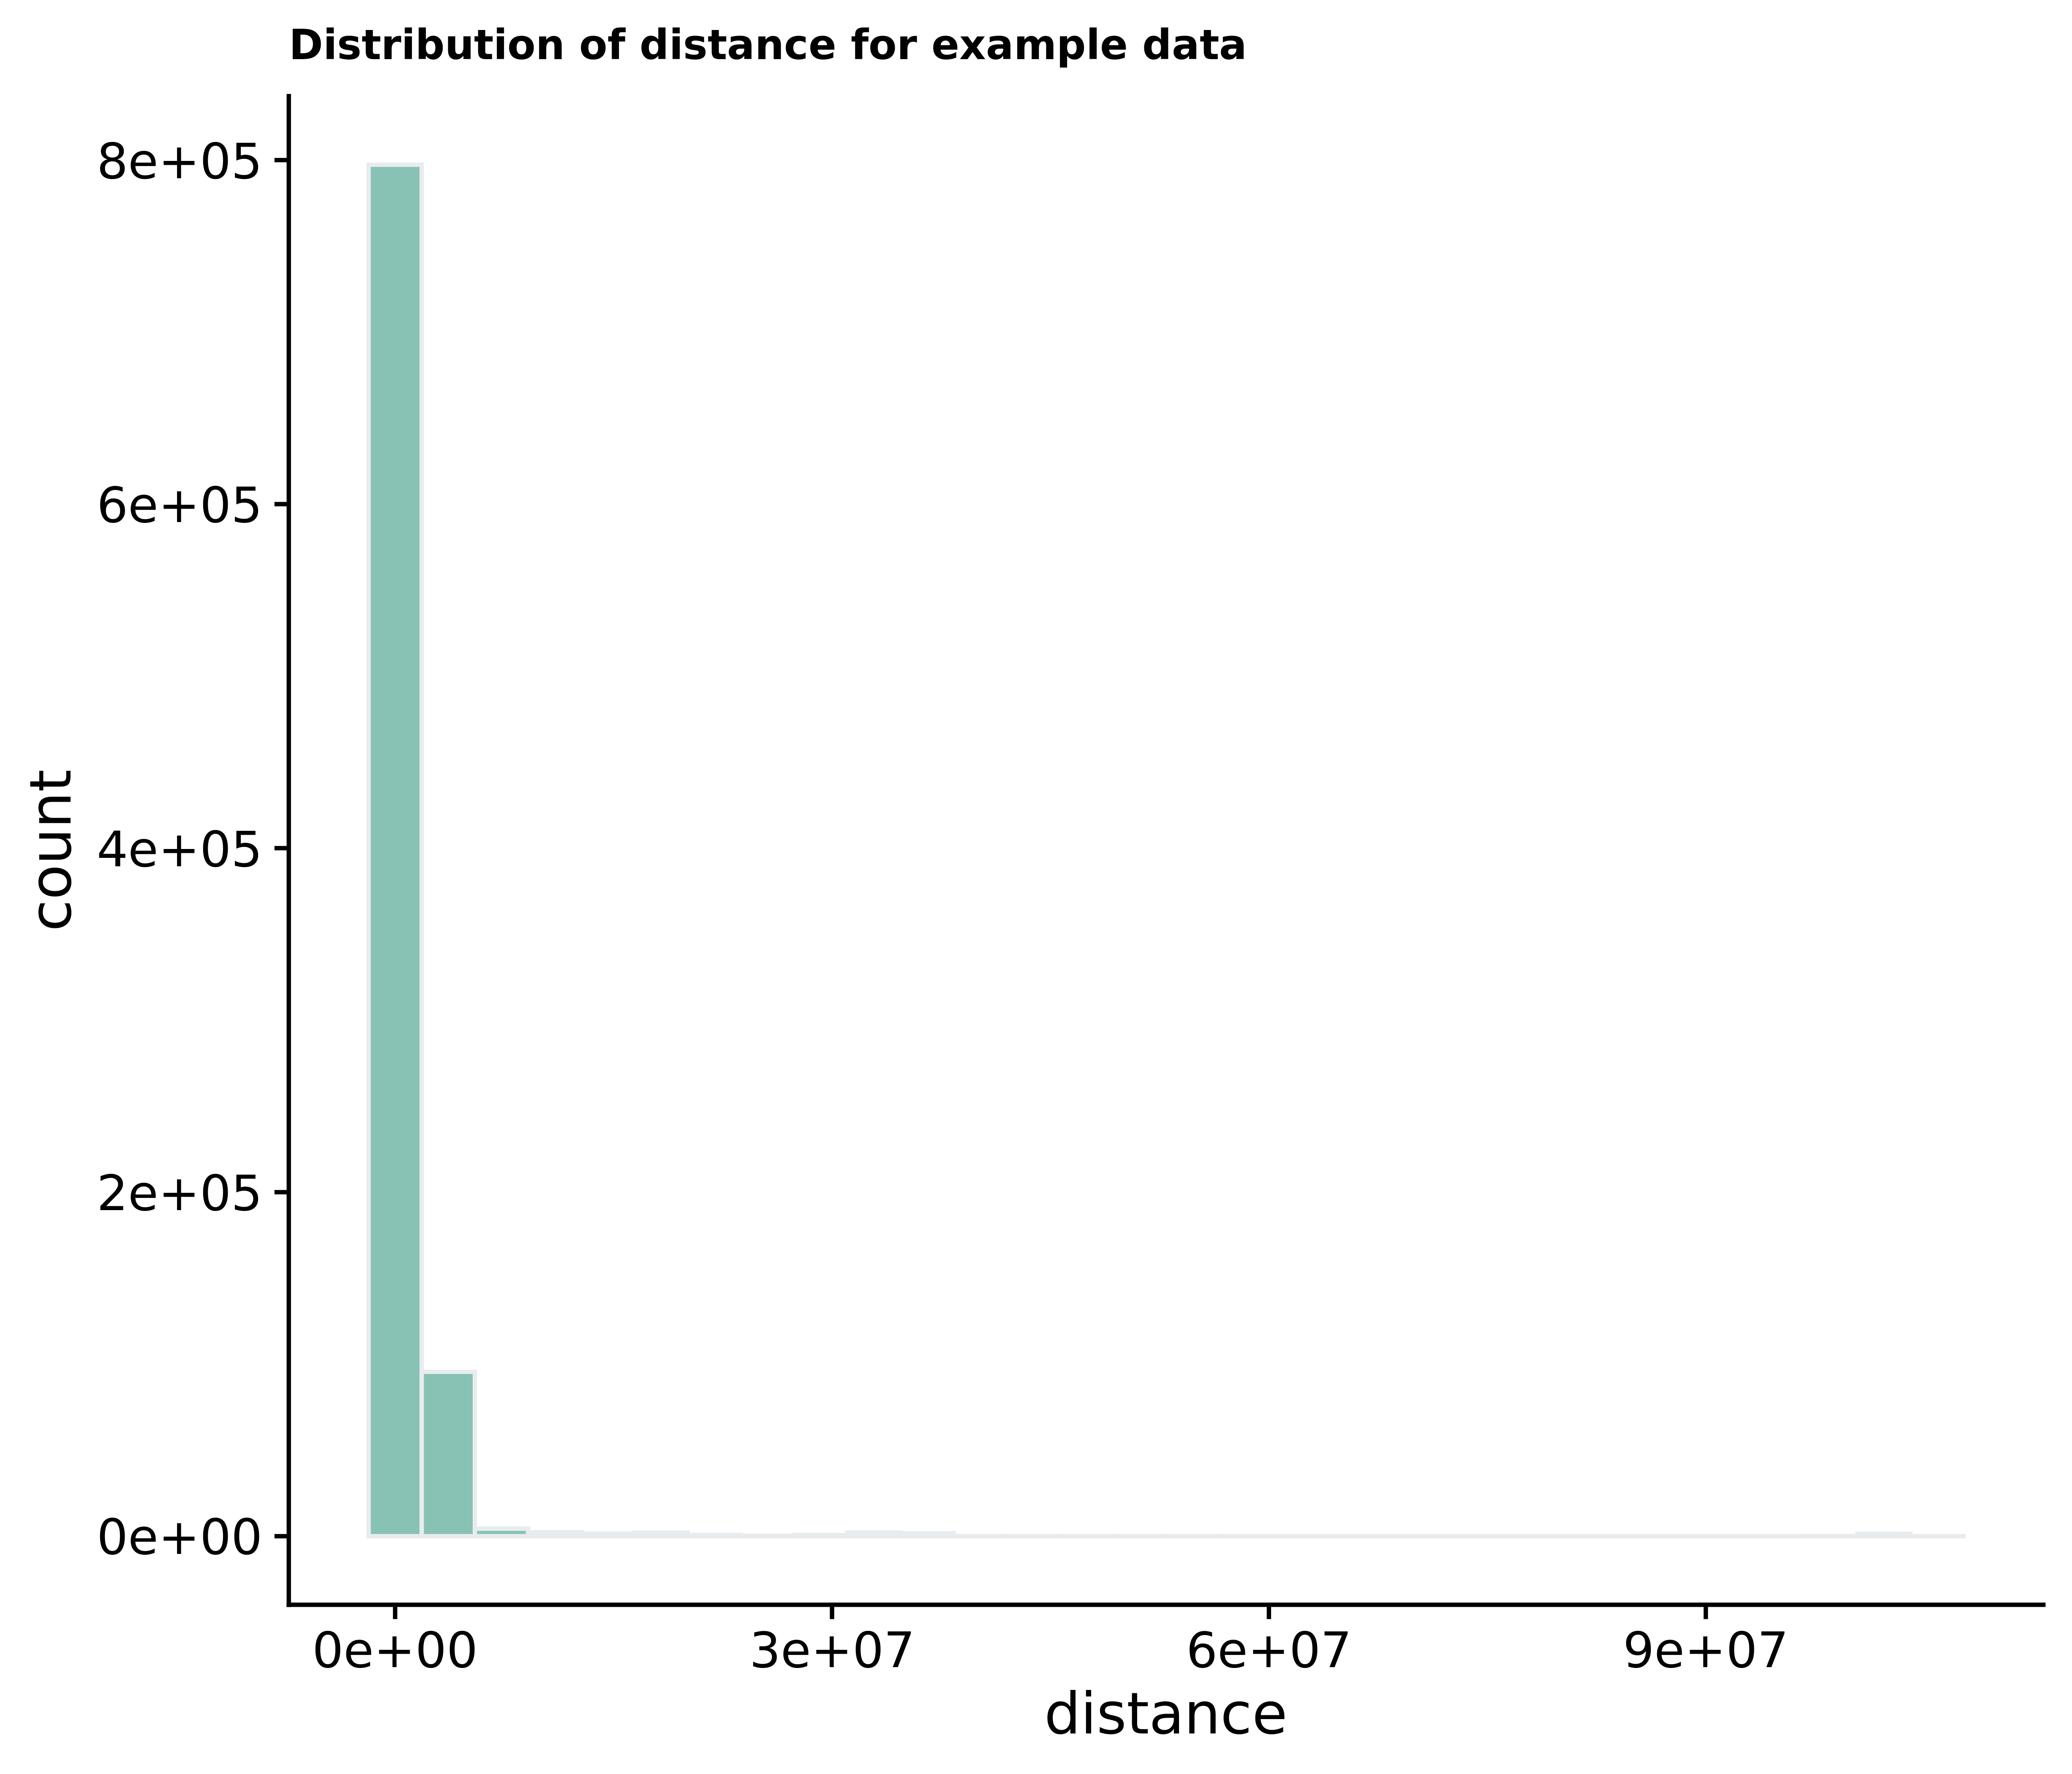 Distribution of distance for example data
8e+05
6e+05
4e+05
2e+05
0e+00
count
0e+00 3e+07 6e+07 9e+07
distance